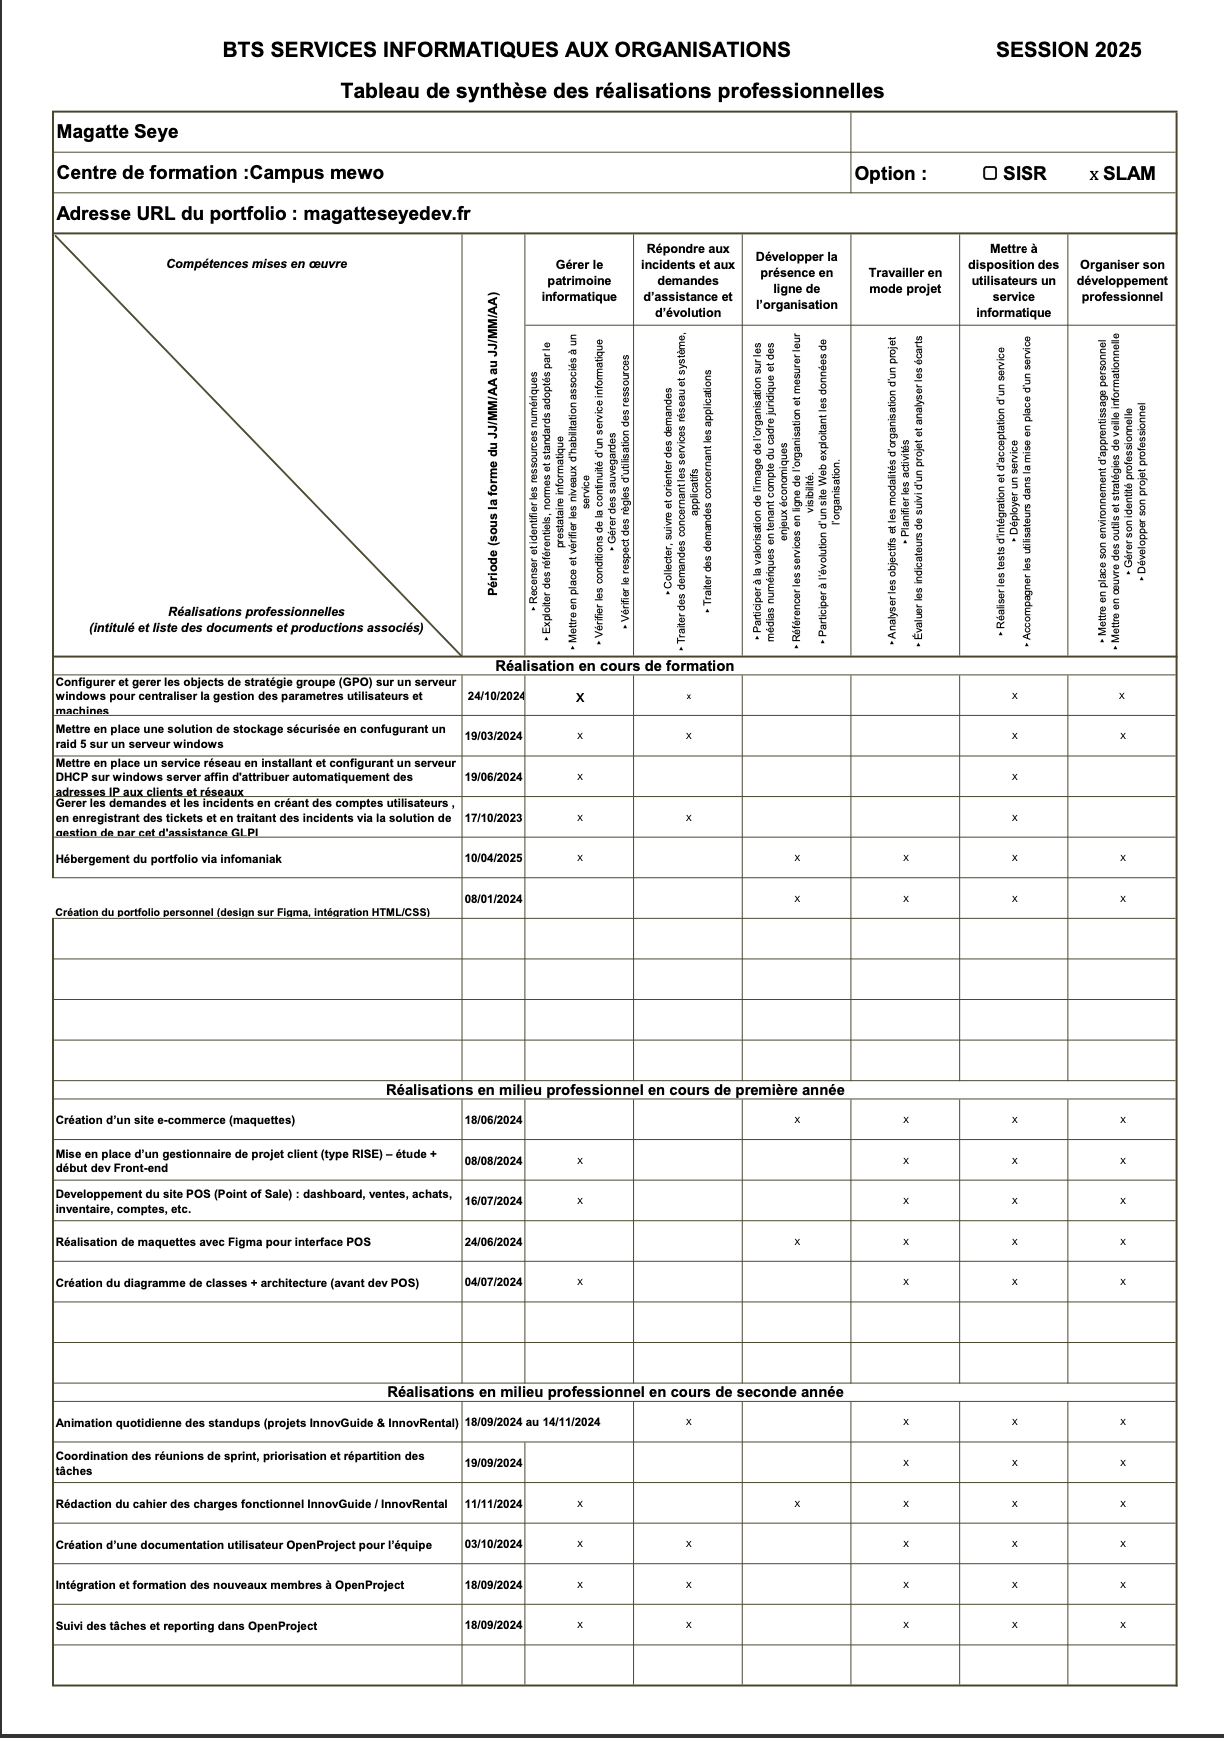 BTS SERVICES INFORMATIQUES AUX ORGANISATIONS SESSION 2025
Tableau de synthèse des réalisations professionnelles
Magatte Seye
Centre de formation :Campus mewo Option : ☐ SISR x SLAM
Adresse URL du portfolio : magatteseyedev.fr
Compétences mises en œuvre
Réalisations professionnelles
(intitulé et liste des documents et productions associés)
Période (sous la forme du JJ/MM/AA au JJ/MM/AA)
Gérer le
patrimoine
informatique
Répondre aux
incidents et aux
demandes
d’assistance et
d’évolution
Développer la
présence en
ligne de
l’organisation
Travailler en
mode projet
Mettre à
disposition des
utilisateurs un
service
informatique
Organiser son
développement
professionnel
‣ Recenser et identifier les ressources numériques
‣ Exploiter des référentiels, normes et standards adoptés par le
prestataire informatique
‣ Mettre en place et vérifier les niveaux d’habilitation associés à un
service
‣ Vérifier les conditions de la continuité d’un service informatique
‣ Gérer des sauvegardes
‣ Vérifier le respect des règles d’utilisation des ressources
‣ Collecter, suivre et orienter des demandes
‣ Traiter des demandes concernant les services réseau et système,
applicatifs
‣ Traiter des demandes concernant les applications
‣ Participer à la valorisation de l’image de l’organisation sur les
médias numériques en tenant compte du cadre juridique et des
enjeux économiques
‣ Référencer les services en ligne de l’organisation et mesurer leur
visibilité.
‣ Participer à l’évolution d’un site Web exploitant les données de
l’organisation.
‣ Analyser les objectifs et les modalités d’organisation d’un projet
‣ Planifier les activités
‣ Évaluer les indicateurs de suivi d’un projet et analyser les écarts
‣ Réaliser les tests d’intégration et d’acceptation d’un service
‣ Déployer un service
‣ Accompagner les utilisateurs dans la mise en place d’un service
‣ Mettre en place son environnement d’apprentissage personnel
‣ Mettre en œuvre des outils et stratégies de veille informationnelle
‣ Gérer son identité professionnelle
‣ Développer son projet professionnel
Réalisation en cours de formation
Configurer et gerer les objects de stratégie groupe (GPO) sur un serveur
windows pour centraliser la gestion des parametres utilisateurs et
machines
24/10/2024 X x x x
Mettre en place une solution de stockage sécurisée en confugurant un
raid 5 sur un serveur windows
19/03/2024 x x x x
Mettre en place un service réseau en installant et configurant un serveur
DHCP sur windows server affin d'attribuer automatiquement des
adresses IP aux clients et réseaux
19/06/2024 x x
Gerer les demandes et les incidents en créant des comptes utilisateurs ,
en enregistrant des tickets et en traitant des incidents via la solution de
gestion de par cet d'assistance GLPI
17/10/2023 x x x
Hébergement du portfolio via infomaniak 10/04/2025 x x x x x
Création du portfolio personnel (design sur Figma, intégration HTML/CSS) 08/01/2024 x x x x
Réalisations en milieu professionnel en cours de première année
Création d’un site e-commerce (maquettes) 18/06/2024 x x x x
Mise en place d’un gestionnaire de projet client (type RISE) – étude +
début dev Front-end
08/08/2024 x x x x
Developpement du site POS (Point of Sale) : dashboard, ventes, achats,
inventaire, comptes, etc.
16/07/2024 x x x x
Réalisation de maquettes avec Figma pour interface POS 24/06/2024 x x x x
Création du diagramme de classes + architecture (avant dev POS) 04/07/2024 x x x x
Réalisations en milieu professionnel en cours de seconde année
Animation quotidienne des standups (projets InnovGuide & InnovRental) 18/09/2024 au 14/11/2024 x x x x
Coordination des réunions de sprint, priorisation et répartition des
tâches
19/09/2024 x x x
Rédaction du cahier des charges fonctionnel InnovGuide / InnovRental 11/11/2024 x x x x x
Création d’une documentation utilisateur OpenProject pour l’équipe 03/10/2024 x x x x x
Intégration et formation des nouveaux membres à OpenProject 18/09/2024 x x x x x
Suivi des tâches et reporting dans OpenProject 18/09/2024 x x x x x